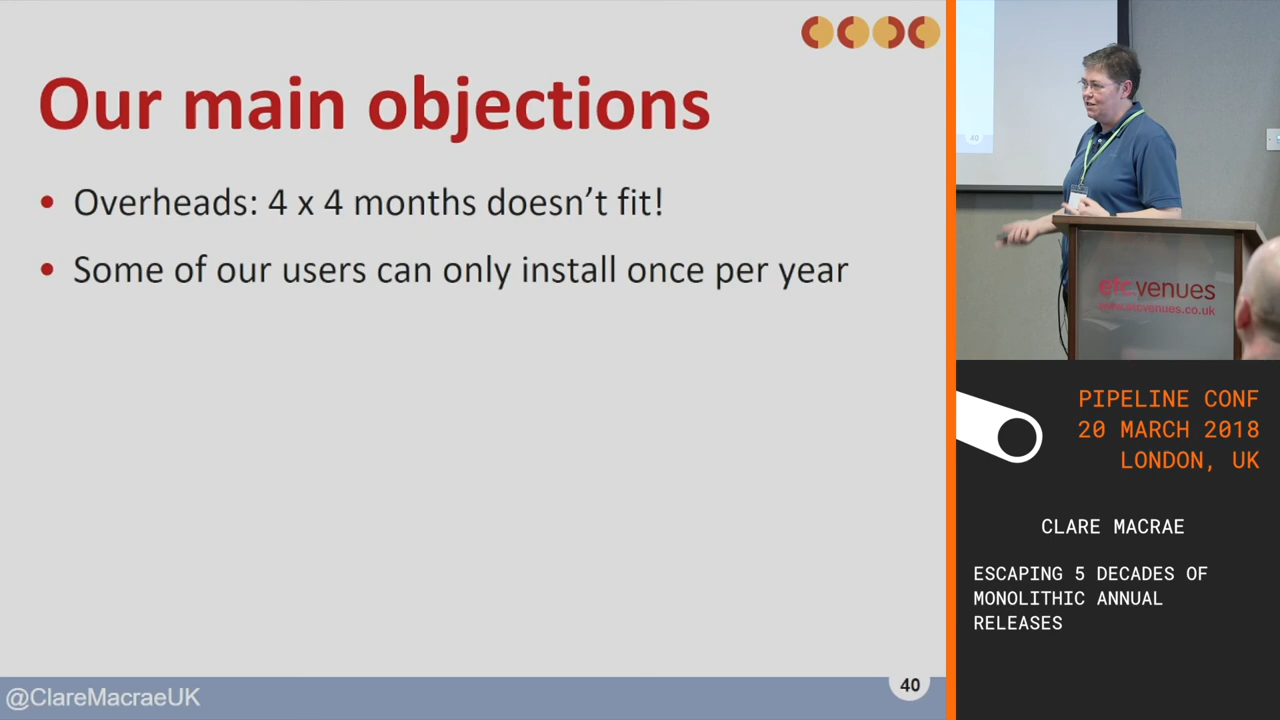 Our main objections
• Overheads: 4 x 4 months doesn’t fit!
• Some of our users can only install once per year
@ClareMacraeUK
40
40
etc.venues
www.etcvenues.co.uk
PIPELINE CONF
20 MARCH 2018
LONDON, UK
CLARE MACRAE
ESCAPING 5 DECADES OF
MONOLITHIC ANNUAL
RELEASES